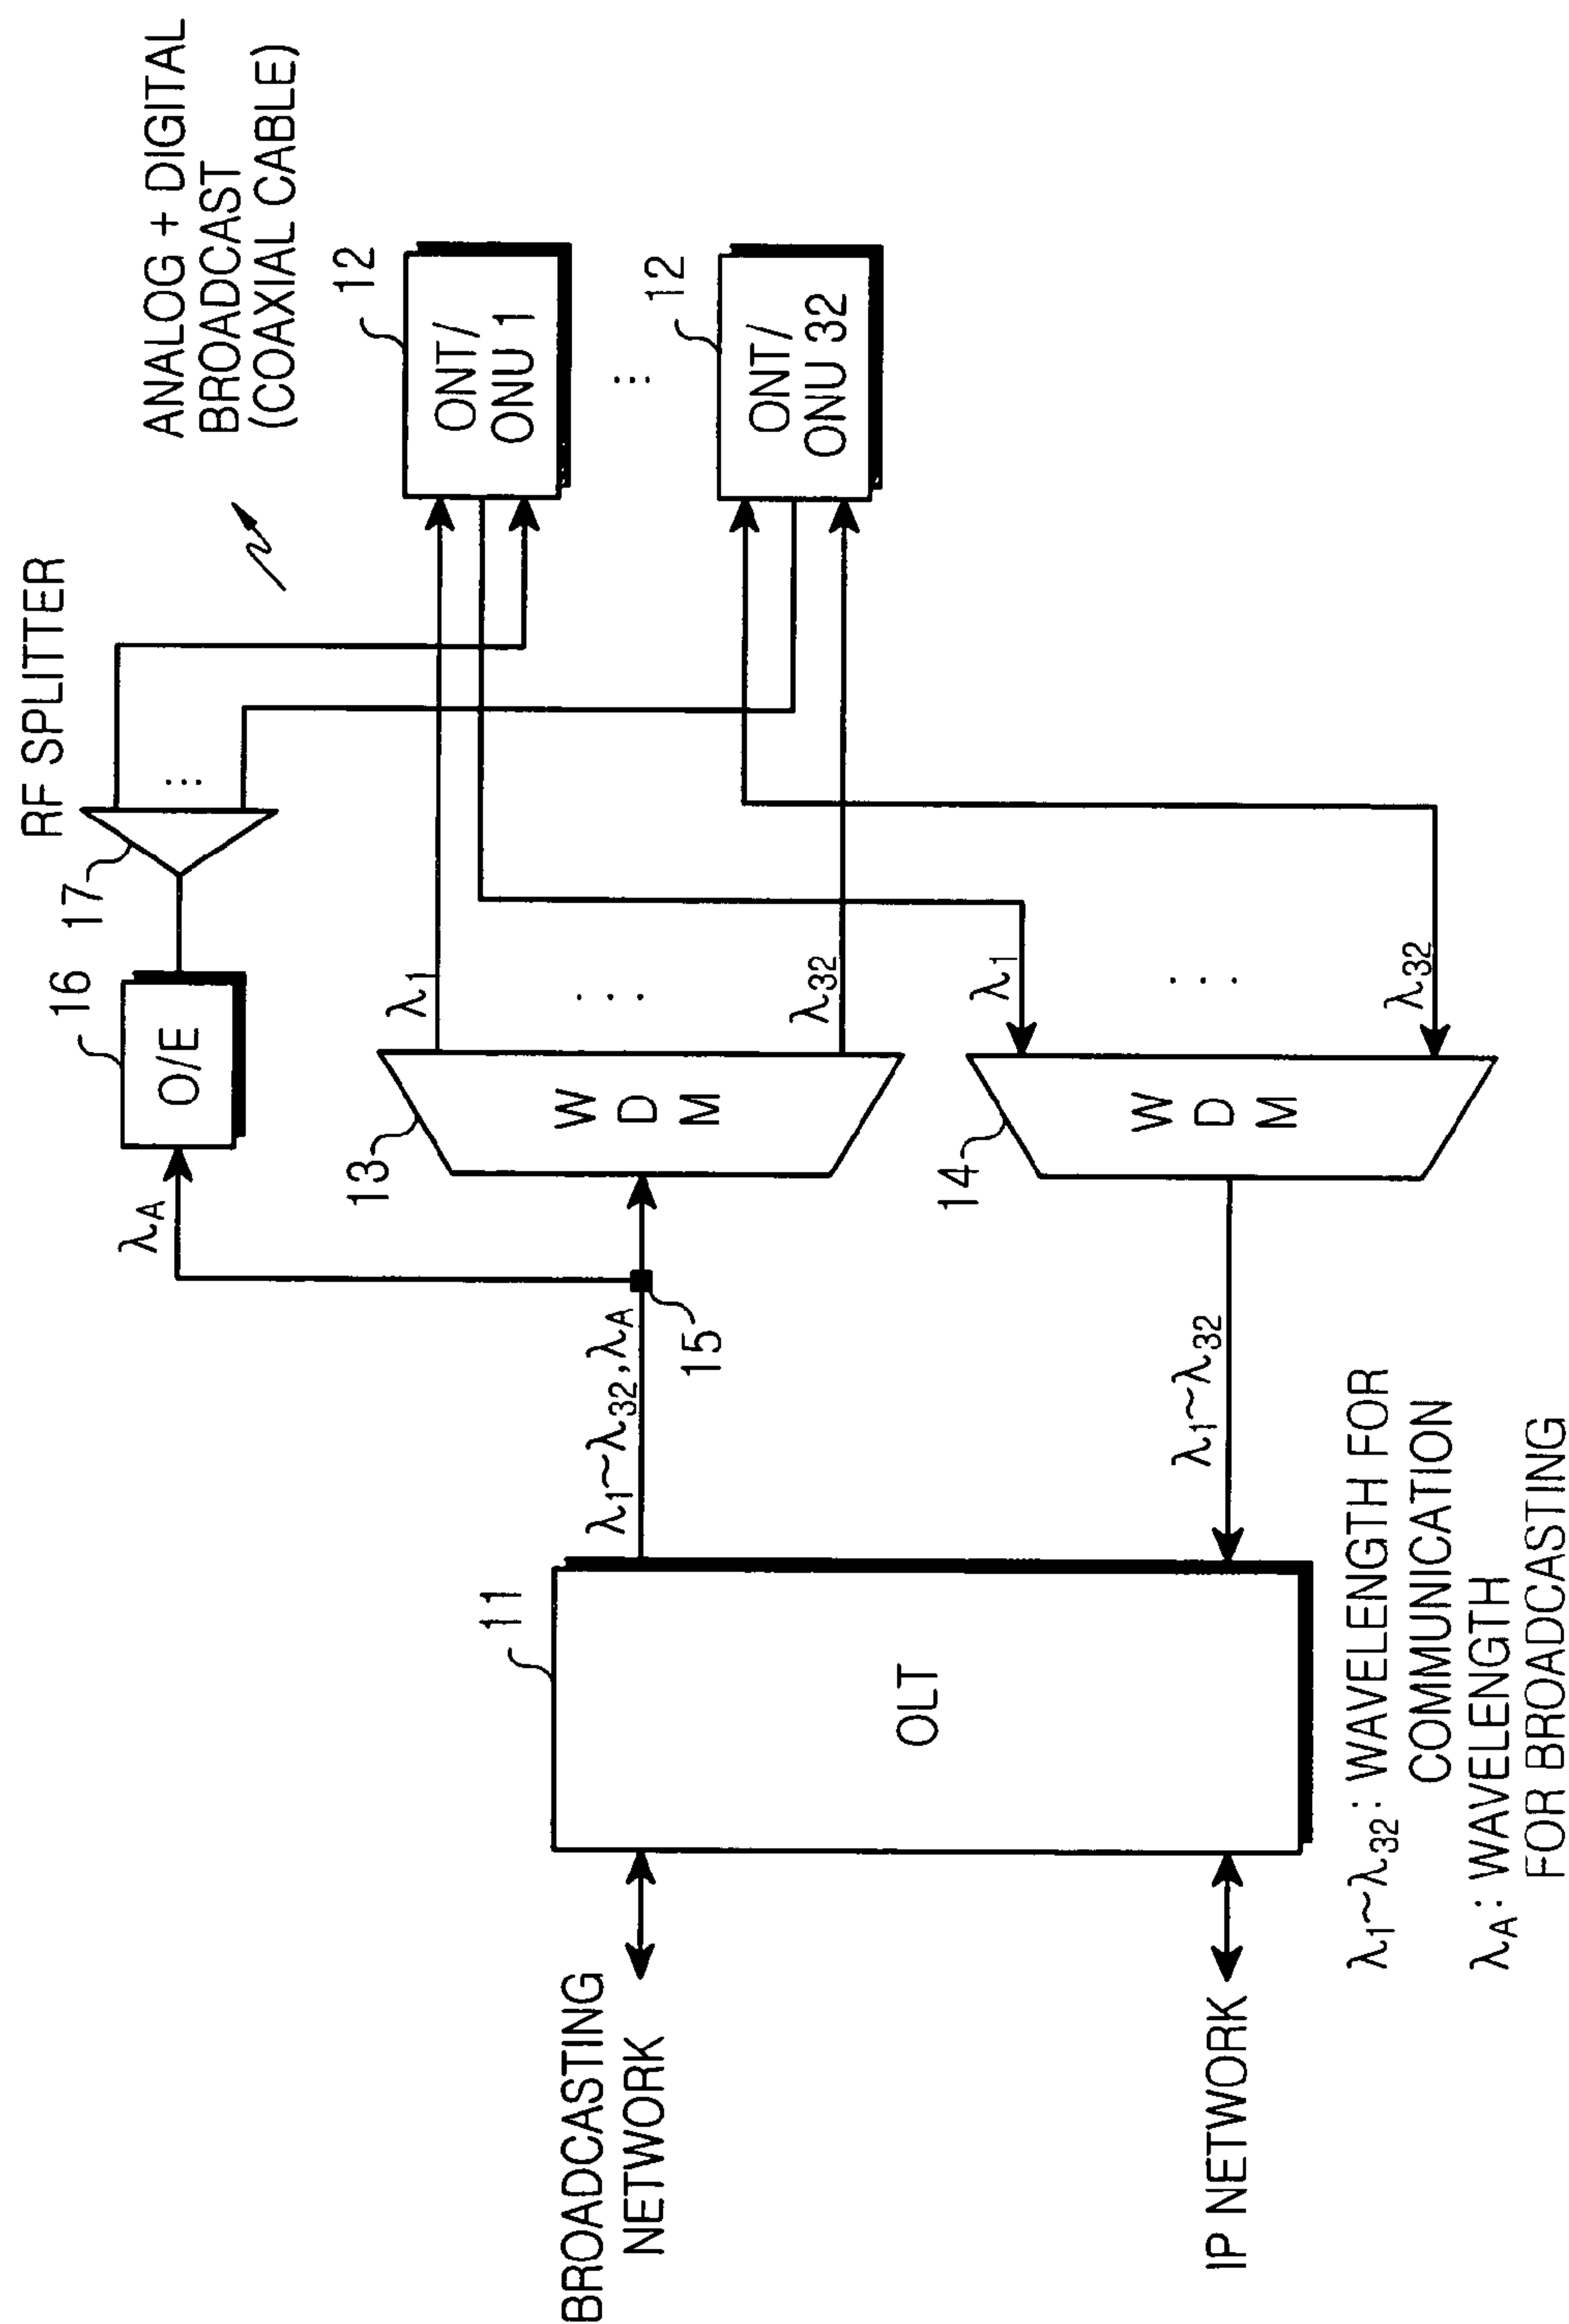 RF SPLITTER
ANALOG + DIGITAL
BROADCAST
(COAXIAL CABLE)
16
17
O/E
λA
12
ONT/
ONU 1
⋮
12
ONT/
ONU 32
⋮
13
λ1
W
D
M
...
λ32
BROADCASTING
NETWORK
11
OLT
λ1~λ32, λA
15
14
λ1
W
D
M
...
λ32
λ1~λ32
IP NETWORK
λ1~λ32 : WAVELENGTH FOR
COMMUNICATION
λA : WAVELENGTH
FOR BROADCASTING